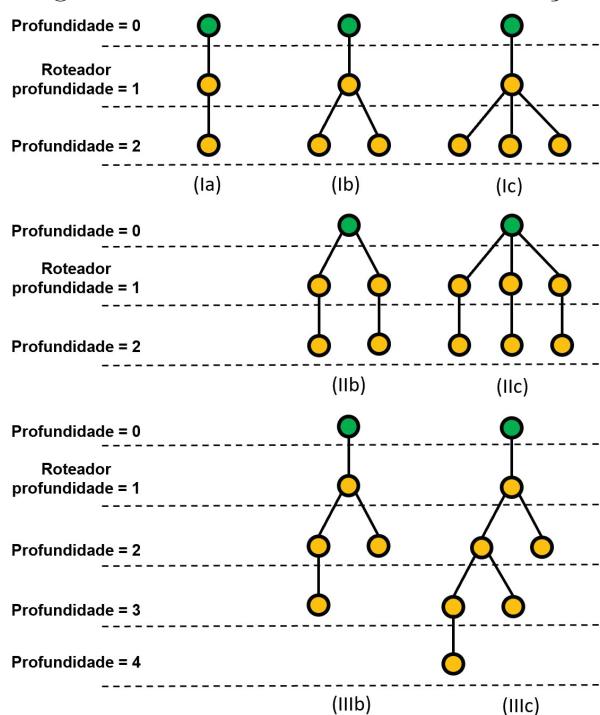 Profundidade = 0
Roteador
profundidade = 1
Profundidade = 2
(Ia) (Ib) (Ic)
Profundidade = 0
Roteador
profundidade = 1
Profundidade = 2
(IIb) (IIc)
Profundidade = 0
Roteador
profundidade = 1
Profundidade = 2
Profundidade = 3
Profundidade = 4
(IIIb) (IIIc)